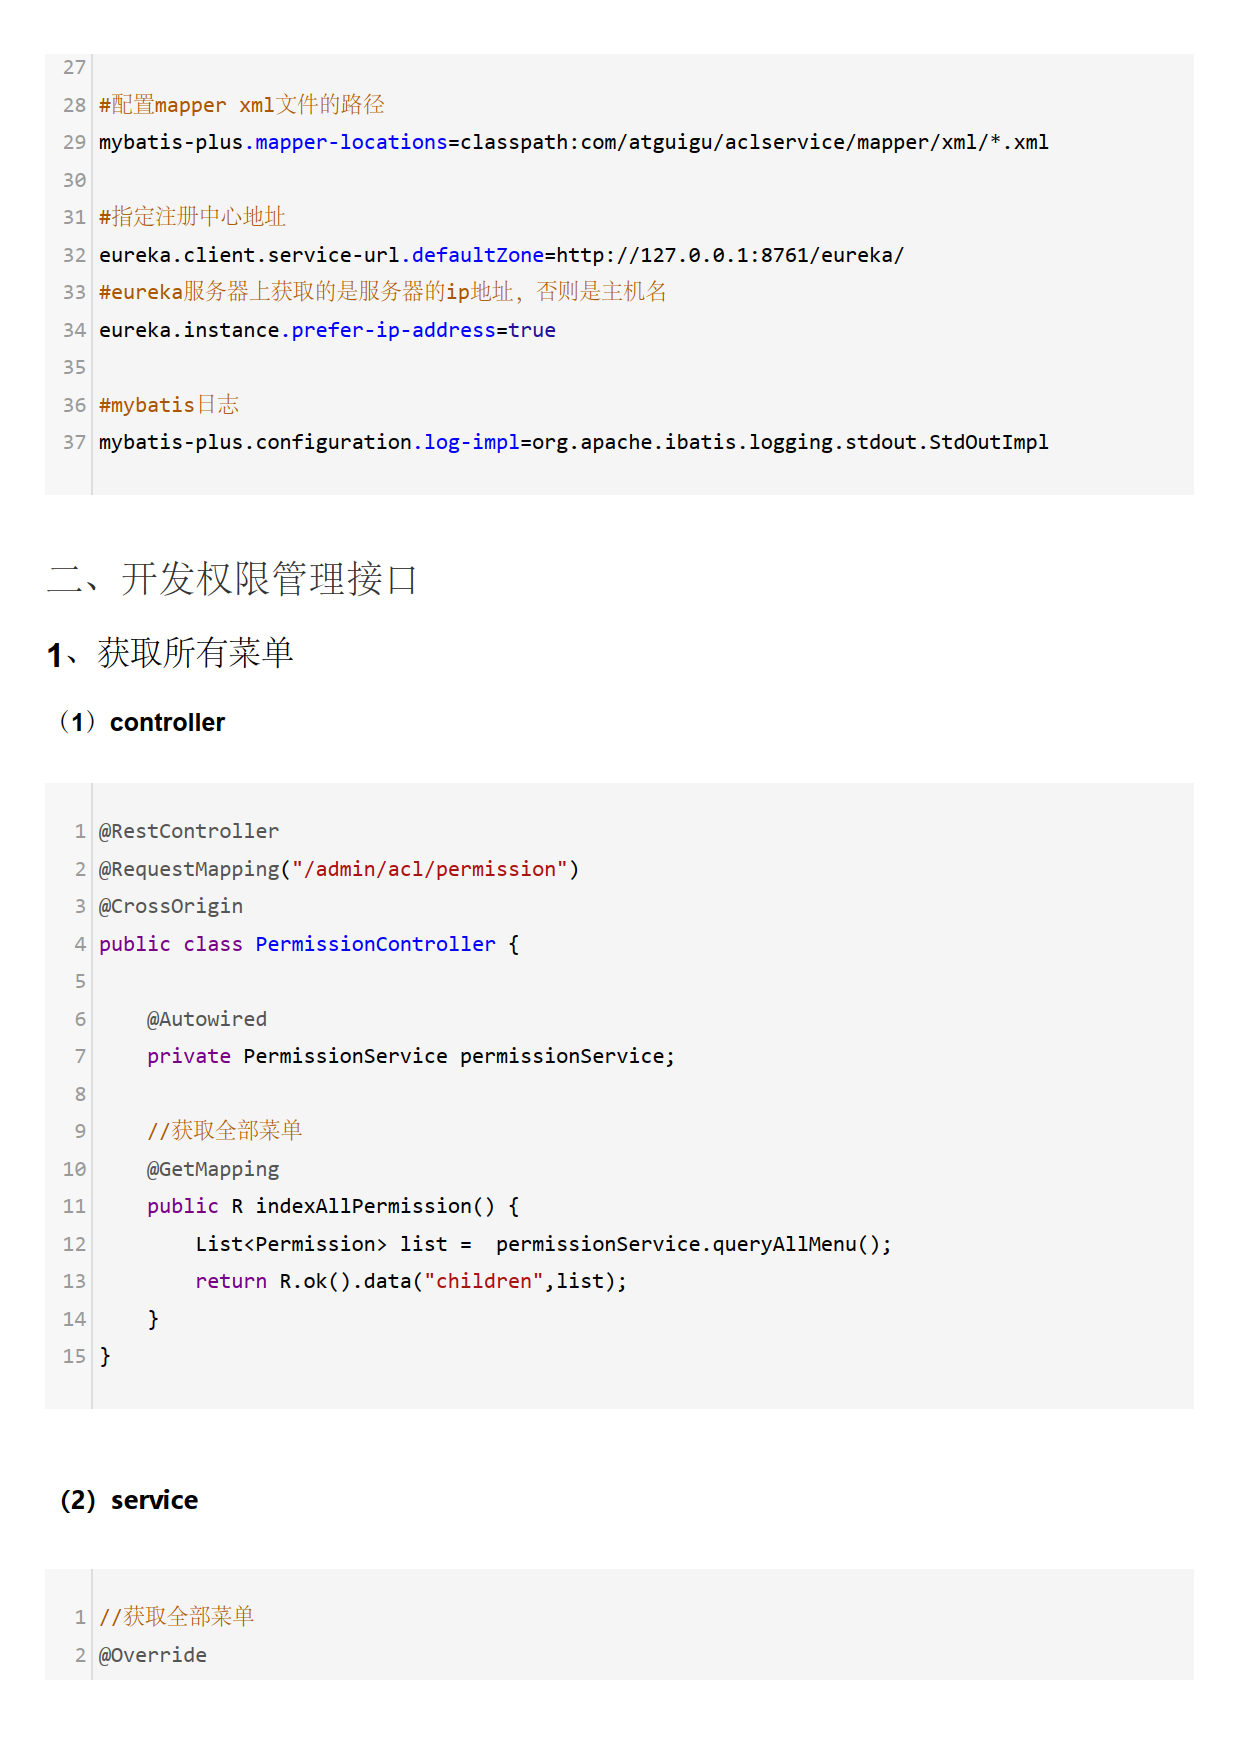 27
28 #配置mapper xml文件的路径
29 mybatis-plus.mapper-locations=classpath:com/atguigu/aclservice/mapper/xml/*.xml
30
31 #指定注册中心地址
32 eureka.client.service-url.defaultZone=http://127.0.0.1:8761/eureka/
33 #eureka服务器上获取的是服务器的ip地址，否则是主机名
34 eureka.instance.prefer-ip-address=true
35
36 #mybatis日志
37 mybatis-plus.configuration.log-impl=org.apache.ibatis.logging.stdout.StdOutImpl
二、开发权限管理接口
1、获取所有菜单
（1）controller
1 @RestController
2 @RequestMapping("/admin/acl/permission")
3 @CrossOrigin
4 public class PermissionController {
5
6     @Autowired
7     private PermissionService permissionService;
8
9     //获取全部菜单
10     @GetMapping
11     public R indexAllPermission() {
12         List<Permission> list =  permissionService.queryAllMenu();
13         return R.ok().data("children",list);
14     }
15 }
（2）service
1 //获取全部菜单
2 @Override